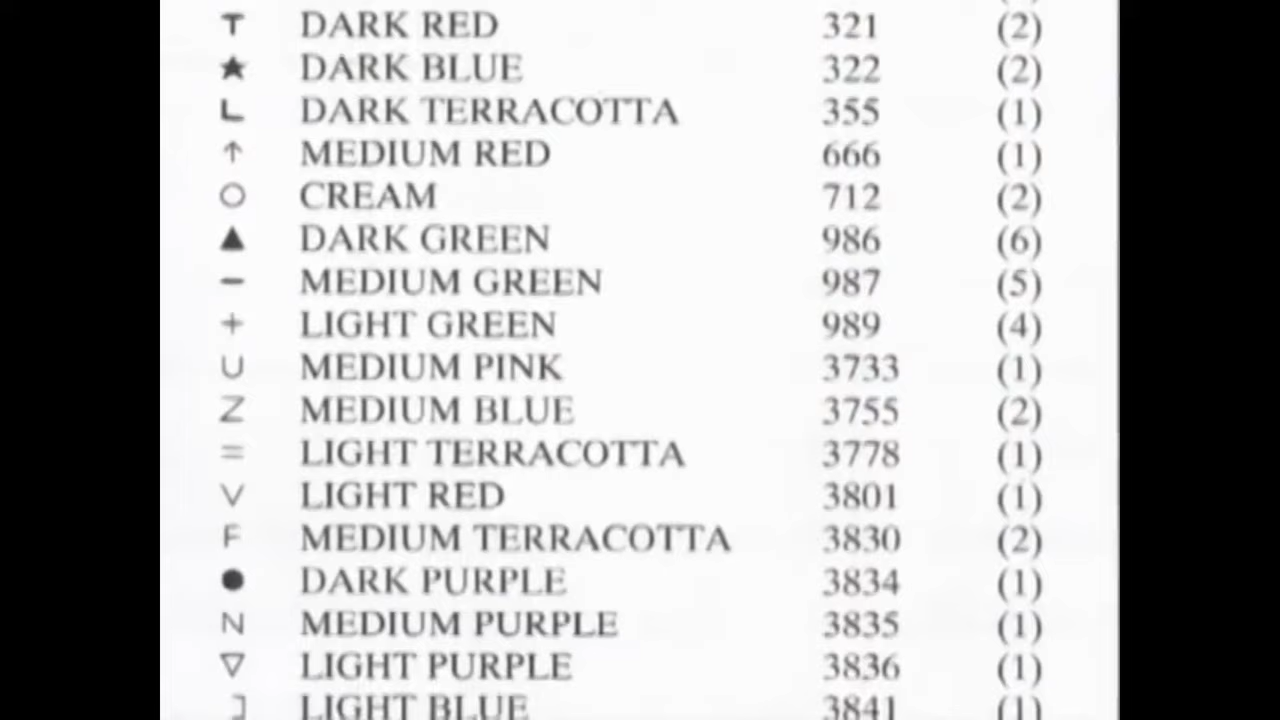 T DARK RED 321 (2)
★ DARK BLUE 322 (2)
L DARK TERRACOTTA 355 (1)
↑ MEDIUM RED 666 (1)
○ CREAM 712 (2)
▲ DARK GREEN 986 (6)
− MEDIUM GREEN 987 (5)
+ LIGHT GREEN 989 (4)
U MEDIUM PINK 3733 (1)
Z MEDIUM BLUE 3755 (2)
= LIGHT TERRACOTTA 3778 (1)
V LIGHT RED 3801 (1)
F MEDIUM TERRACOTTA 3830 (2)
● DARK PURPLE 3834 (1)
N MEDIUM PURPLE 3835 (1)
▽ LIGHT PURPLE 3836 (1)
LIGHT BLUE 3841 (1)